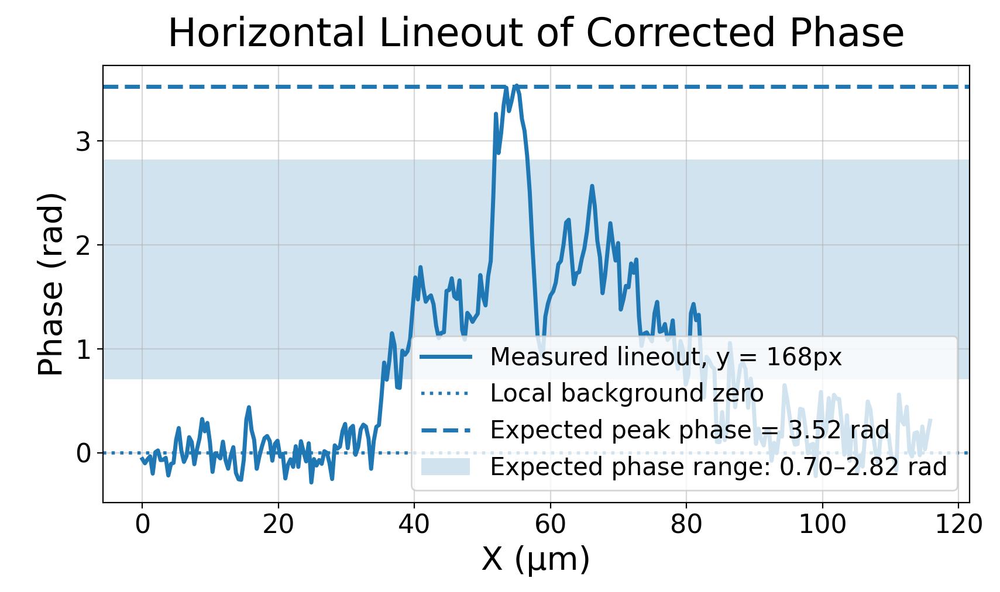 Horizontal Lineout of Corrected Phase
Phase (rad)
3
2
1
0
Measured lineout, y = 168px
Local background zero
Expected peak phase = 3.52 rad
Expected phase range: 0.70–2.82 rad
0 20 40 60 80 100 120
X (μm)